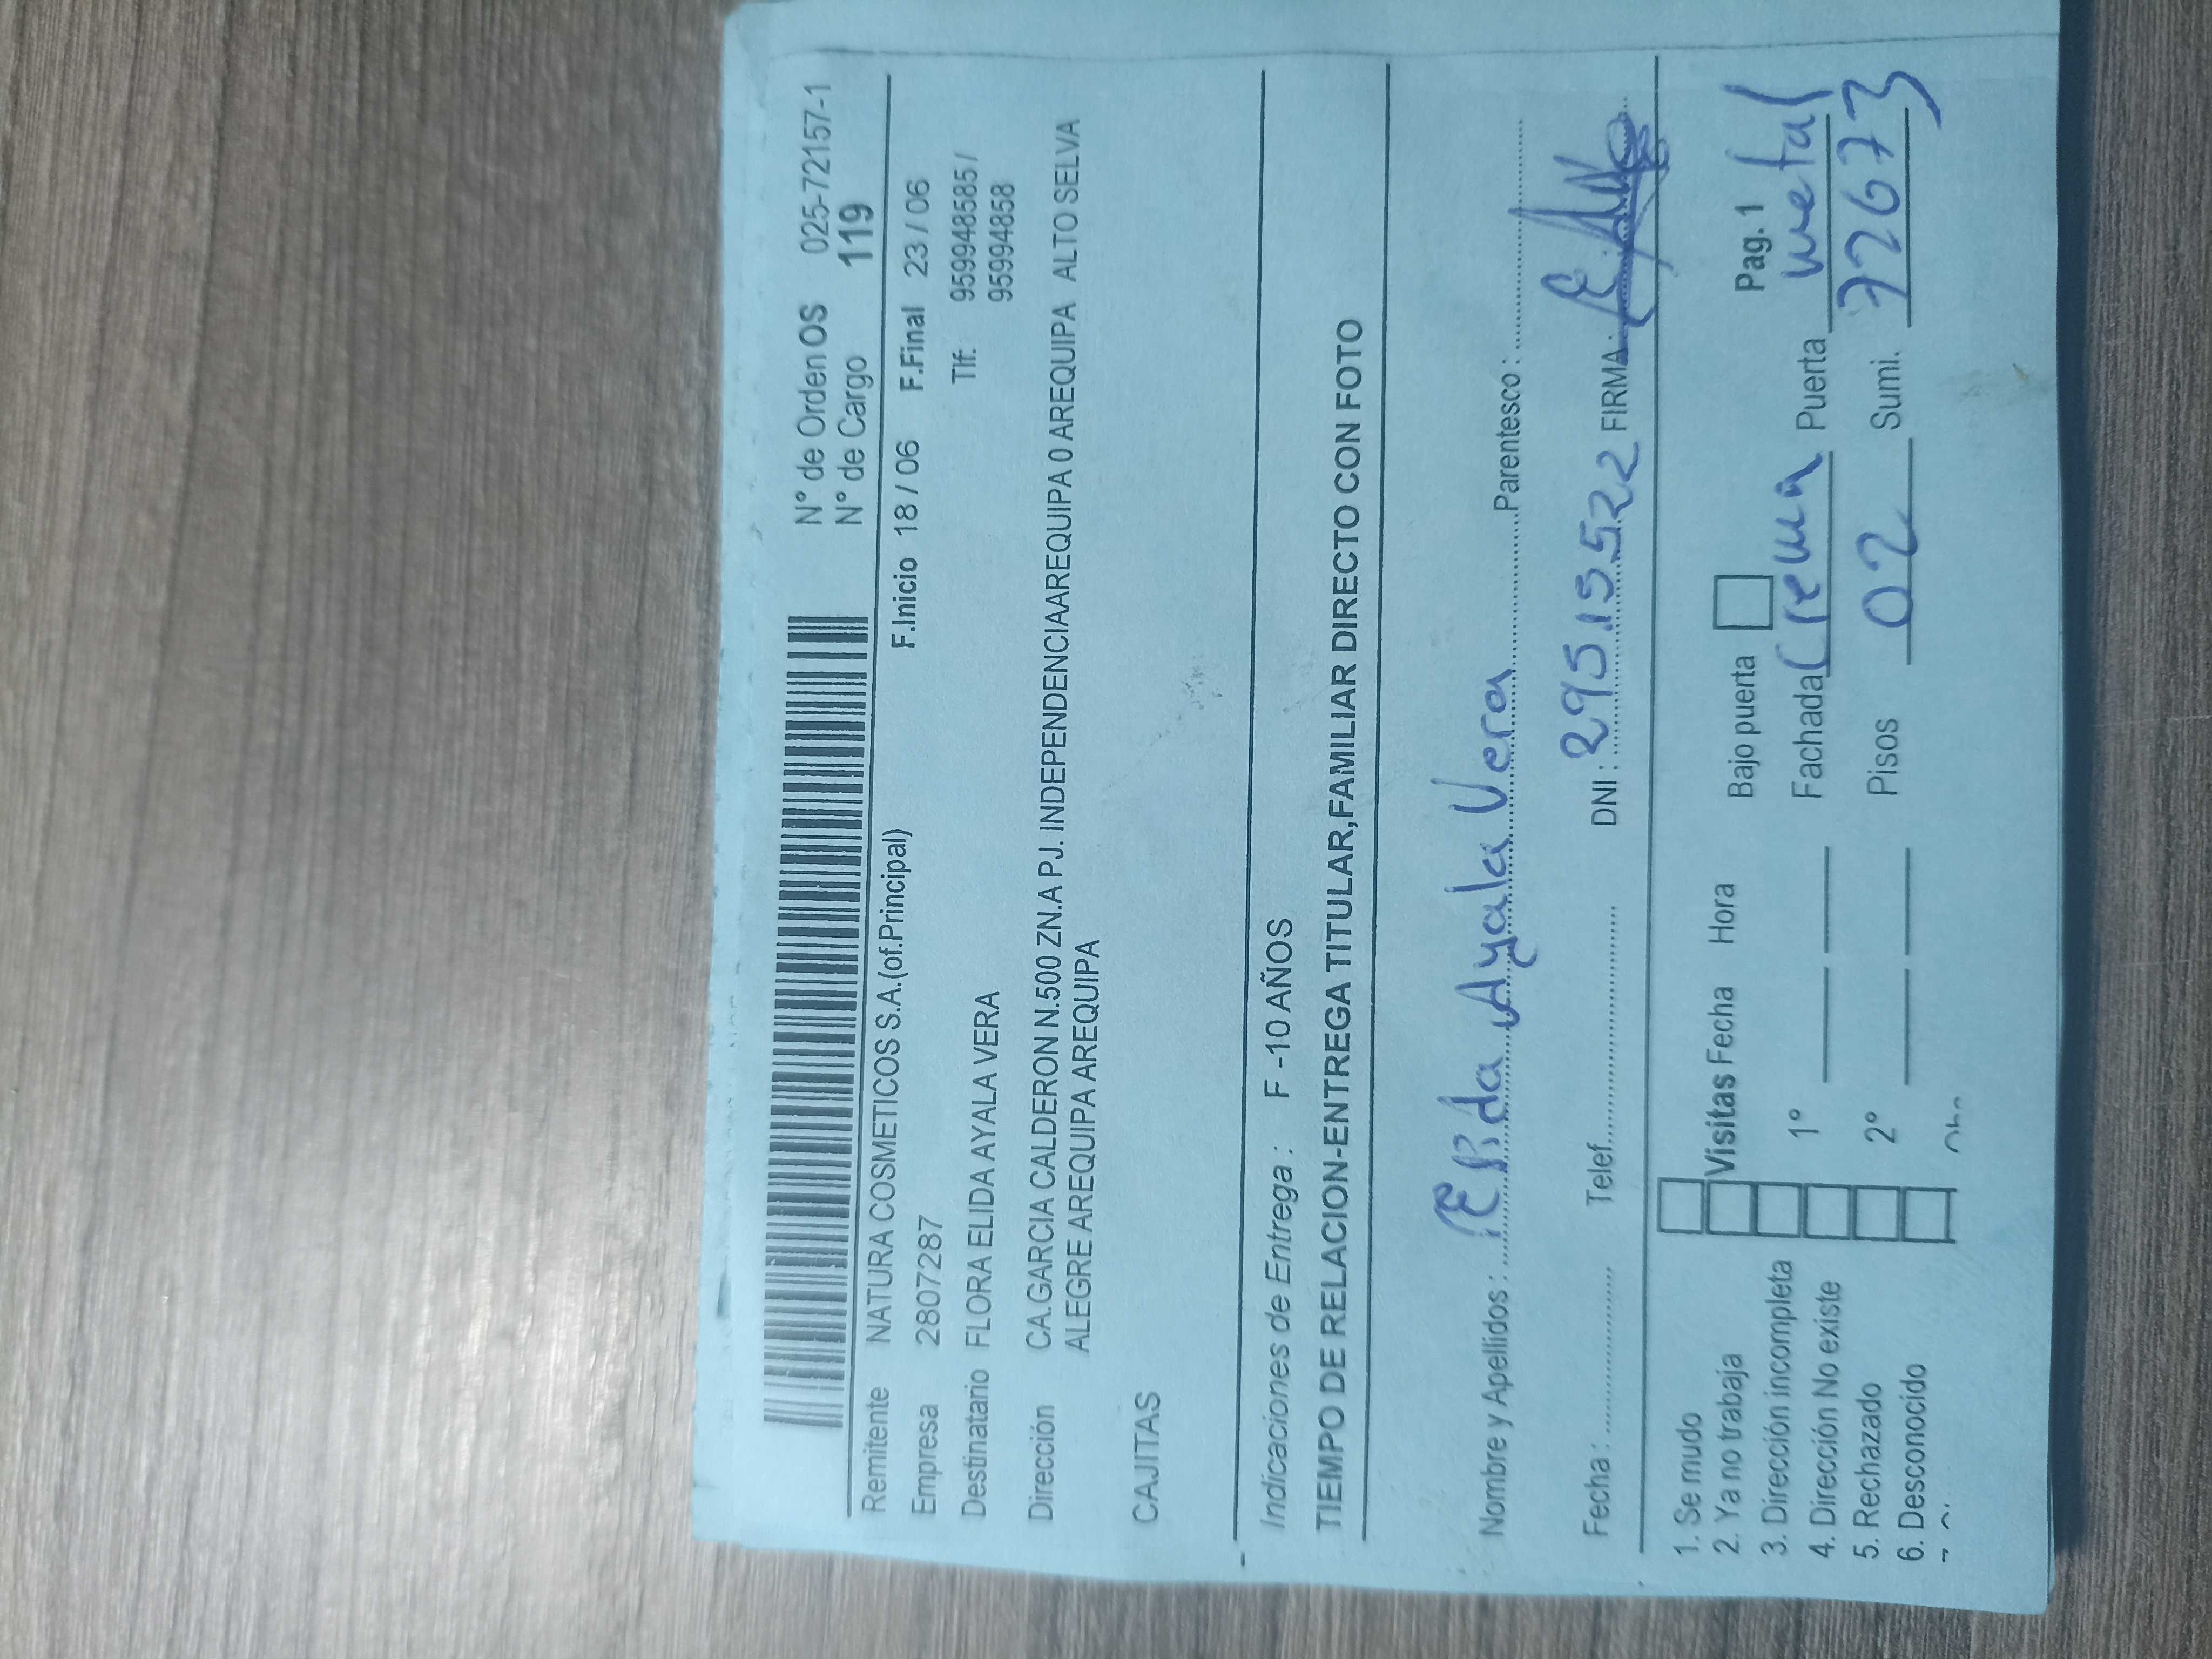 N° de Orden OS 025-72157-1
N° de Cargo 119
Remitente NATURA COSMETICOS S.A.(of.Principal)
Empresa 2807287 F.Inicio 18 / 06 F.Final 23 / 06
Destinatario FLORA ELIDA AYALA VERA Tlf: 959948585 /
95994858
Dirección CA.GARCIA CALDERON N.500 ZN.A PJ. INDEPENDENCIAAREQUIPA 0 AREQUIPA ALTO SELVA
ALEGRE AREQUIPA AREQUIPA
CAJITAS
Indicaciones de Entrega : F -10 AÑOS
TIEMPO DE RELACION-ENTREGA TITULAR,FAMILIAR DIRECTO CON FOTO
Nombre y Apellidos : Elida Ayala Vera Parentesco :
Fecha : Telef. DNI : 29515522 FIRMA:
1. Se mudo
2. Ya no trabaja Visitas Fecha Hora Bajo puerta Pag. 1
3. Dirección incompleta
4. Dirección No existe 1° Fachada Crema Puerta metal
5. Rechazado 2° Pisos 02 Sumi. 72673
6. Desconocido